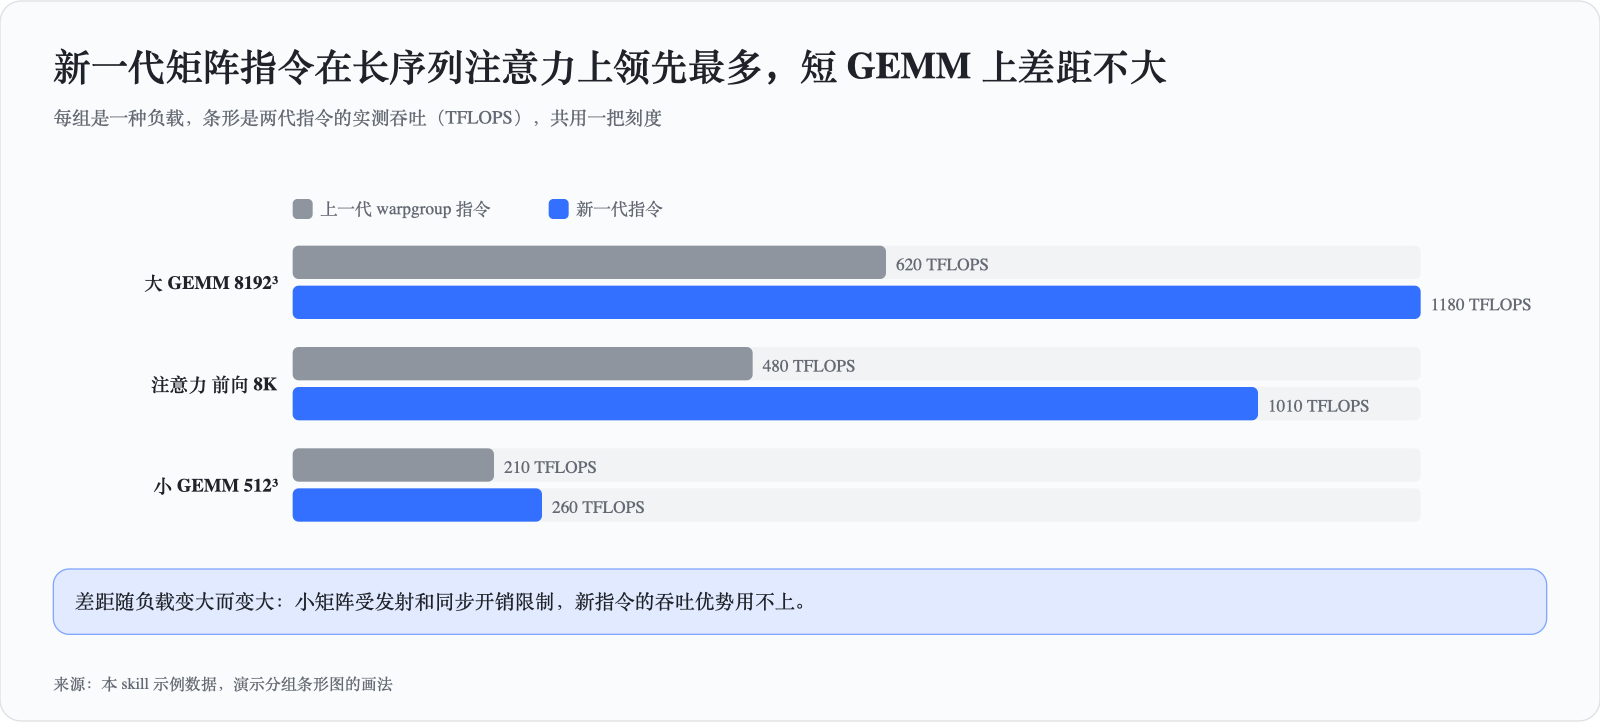 新一代矩阵指令在长序列注意力上领先最多，短 GEMM 上差距不大
每组是一种负载，条形是两代指令的实测吞吐（TFLOPS），共用一把刻度
上一代 warpgroup 指令
新一代指令
大 GEMM 8192³
620 TFLOPS
1180 TFLOPS
注意力 前向 8K
480 TFLOPS
1010 TFLOPS
小 GEMM 512³
210 TFLOPS
260 TFLOPS
差距随负载变大而变大：小矩阵受发射和同步开销限制，新指令的吞吐优势用不上。
来源：本 skill 示例数据，演示分组条形图的画法